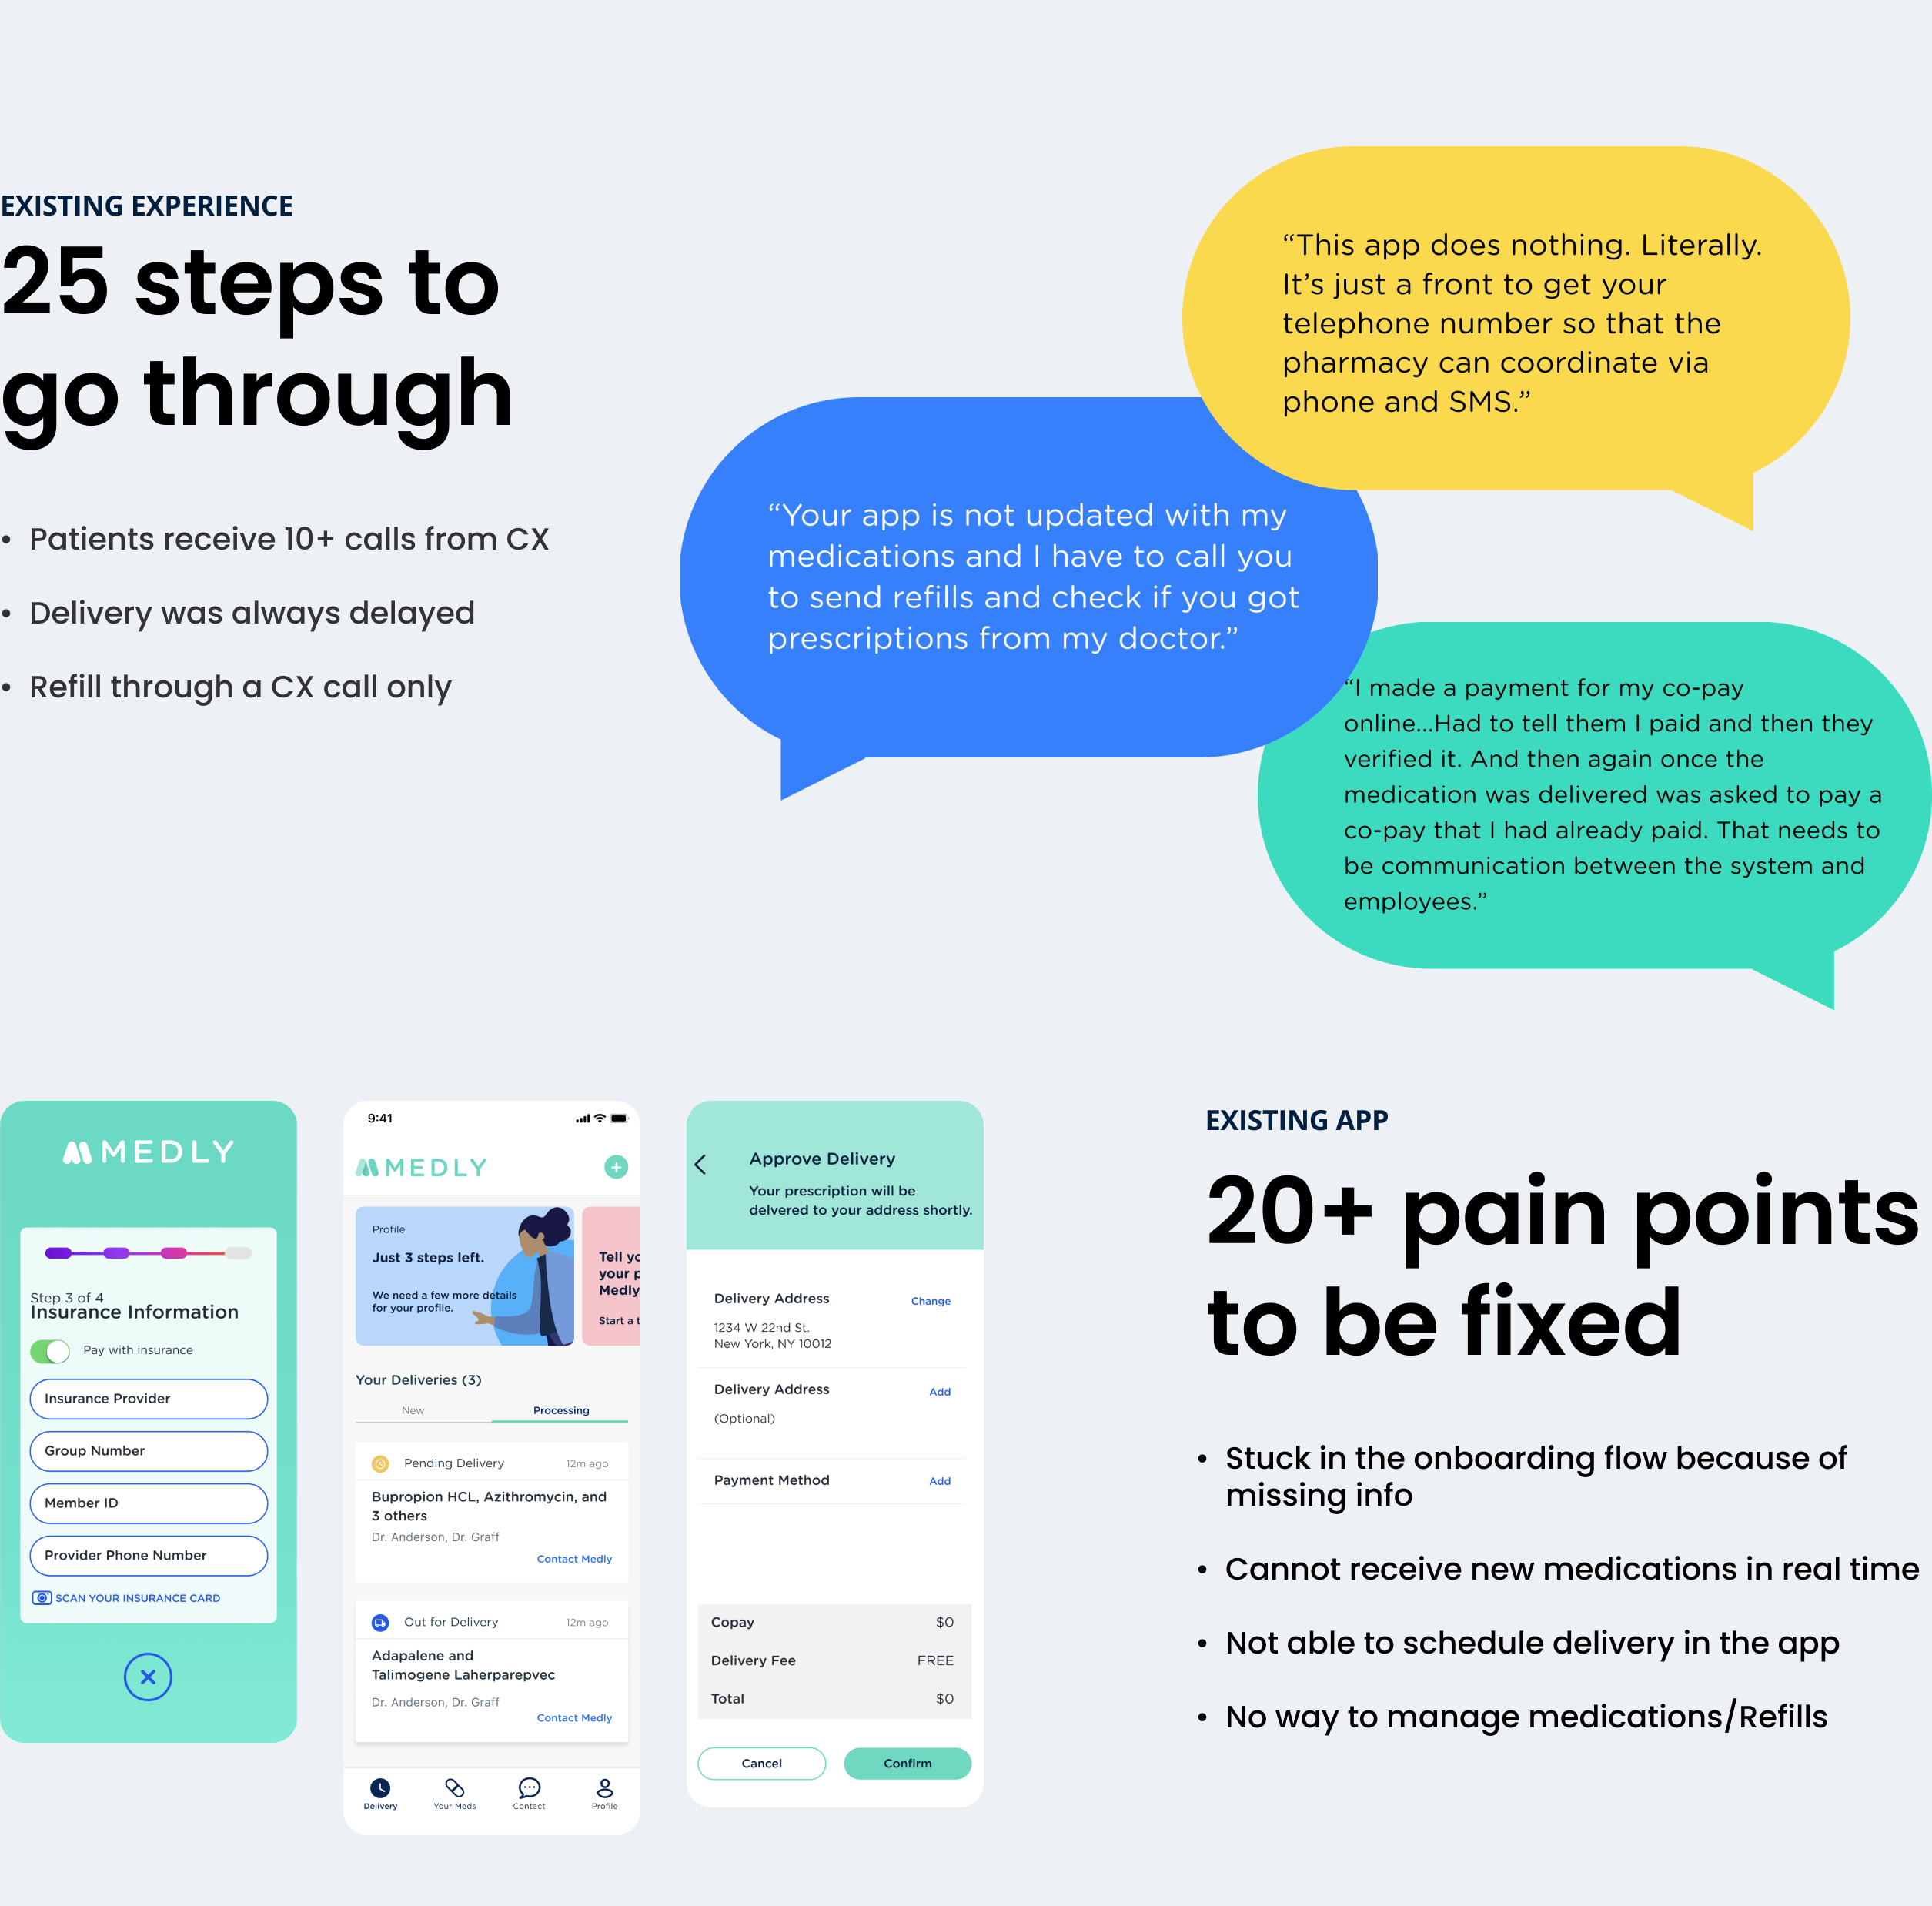 EXISTING EXPERIENCE
25 steps to
go through
• Patients receive 10+ calls from CX
• Delivery was always delayed
• Refill through a CX call only
“This app does nothing. Literally.
It’s just a front to get your
telephone number so that the
pharmacy can coordinate via
phone and SMS.”
“Your app is not updated with my
medications and I have to call you
to send refills and check if you got
prescriptions from my doctor.”
“I made a payment for my co-pay
online...Had to tell them I paid and then they
verified it. And then again once the
medication was delivered was asked to pay a
co-pay that I had already paid. That needs to
be communication between the system and
employees.”
MEDLY
Step 3 of 4
Insurance Information
Pay with insurance
Insurance Provider
Group Number
Member ID
Provider Phone Number
SCAN YOUR INSURANCE CARD
9:41
MEDLY
Profile
Just 3 steps left.
We need a few more details
for your profile.
Tell yo
your p
Medly.
Start a t
Your Deliveries (3)
New
Processing
Pending Delivery
12m ago
Bupropion HCL, Azithromycin, and
3 others
Dr. Anderson, Dr. Graff
Contact Medly
Out for Delivery
12m ago
Adapalene and
Talimogene Laherparepvec
Dr. Anderson, Dr. Graff
Contact Medly
Delivery
Your Meds
Contact
Profile
Approve Delivery
Your prescription will be
delvered to your address shortly.
Delivery Address
Change
1234 W 22nd St.
New York, NY 10012
Delivery Address
Add
(Optional)
Payment Method
Add
Copay
$0
Delivery Fee
FREE
Total
$0
Cancel
Confirm
EXISTING APP
20+ pain points
to be fixed
• Stuck in the onboarding flow because of
missing info
• Cannot receive new medications in real time
• Not able to schedule delivery in the app
• No way to manage medications/Refills